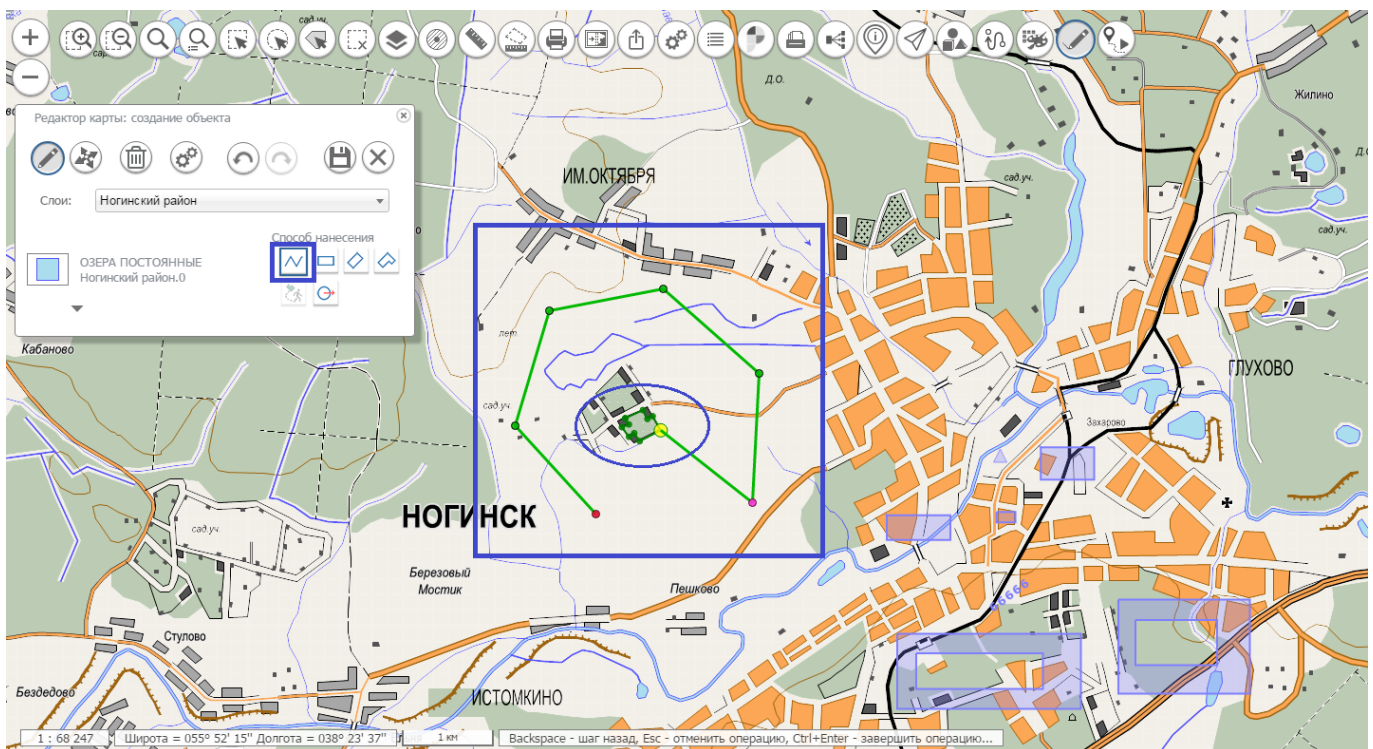 сад.уч.
Д.О.
Жилино
Редактор карты: создание объекта
ИМ.ОКТЯБРЯ
сад.уч.
Слои:
Ногинский район
Способ нанесения
сад.уч.
ОЗЕРА ПОСТОЯННЫЕ
Ногинский район.0
лет.
Кабаново
ГЛУХОВО
сад.уч.
Захарово
НОГИНСК
сад.уч.
Березовый
Мостик
Пешково
66666
Стулово
Бездедово
ИСТОМКИНО
1 : 68 247
Широта = 055° 52' 15" Долгота = 038° 23' 37"
1 км
Backspace - шаг назад, Esc - отменить операцию, Ctrl+Enter - завершить операцию...